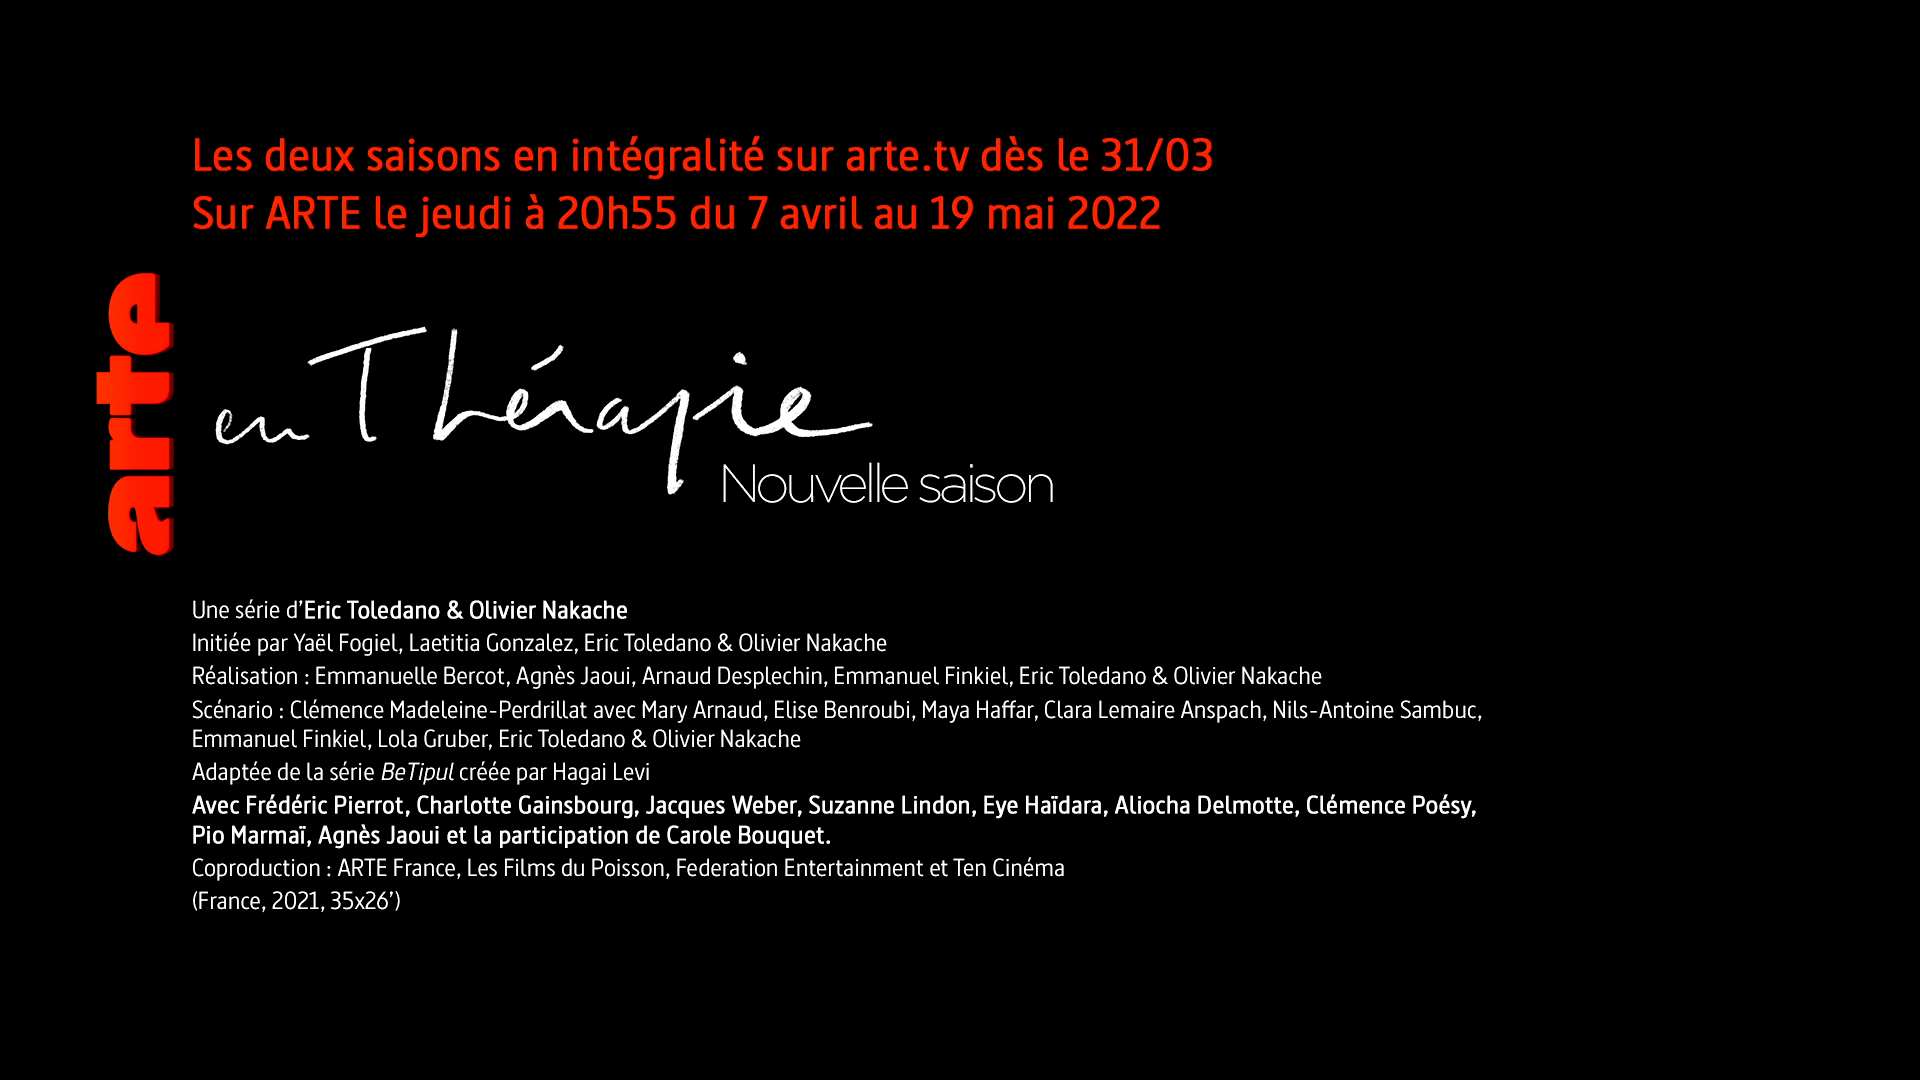 Les deux saisons en intégralité sur arte.tv dès le 31/03
Sur ARTE le jeudi à 20h55 du 7 avril au 19 mai 2022
arte
en Thérapie
Nouvelle saison
Une série d’Eric Toledano & Olivier Nakache
Initiée par Yaël Fogiel, Laetitia Gonzalez, Eric Toledano & Olivier Nakache
Réalisation : Emmanuelle Bercot, Agnès Jaoui, Arnaud Desplechin, Emmanuel Finkiel, Eric Toledano & Olivier Nakache
Scénario : Clémence Madeleine-Perdrillat avec Mary Arnaud, Elise Benroubi, Maya Haffar, Clara Lemaire Anspach, Nils-Antoine Sambuc,
Emmanuel Finkiel, Lola Gruber, Eric Toledano & Olivier Nakache
Adaptée de la série BeTipul créée par Hagai Levi
Avec Frédéric Pierrot, Charlotte Gainsbourg, Jacques Weber, Suzanne Lindon, Eye Haïdara, Aliocha Delmotte, Clémence Poésy,
Pio Marmaï, Agnès Jaoui et la participation de Carole Bouquet.
Coproduction : ARTE France, Les Films du Poisson, Federation Entertainment et Ten Cinéma
(France, 2021, 35x26’)